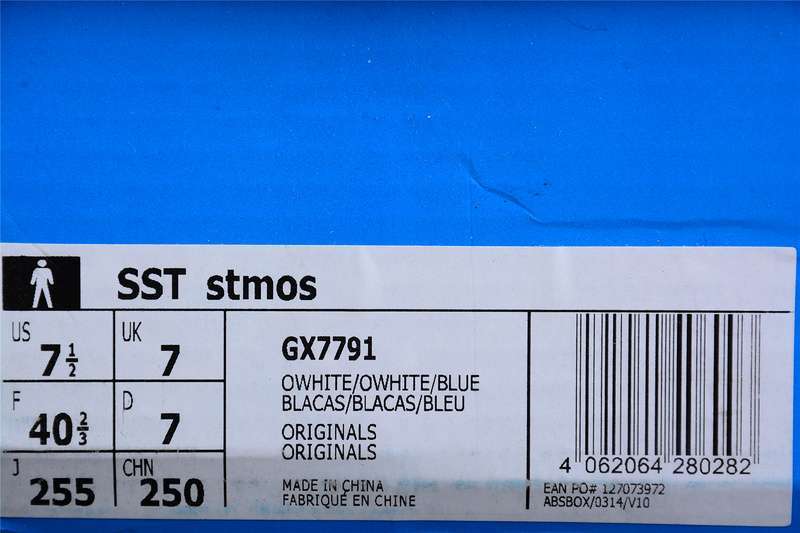 SST stmos
US 7 1/2
UK 7
F 40 2/3
D 7
J 255
CHN 250
GX7791
OWHITE/OWHITE/BLUE
BLACAS/BLACAS/BLEU
ORIGINALS
ORIGINALS
MADE IN CHINA
FABRIQUÉ EN CHINE
4 062064 280282
EAN PO# 127073972
ABSBOX/0314/V10